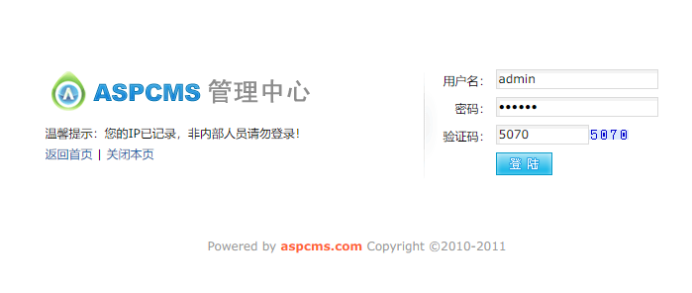 ASPCMS 管理中心
温馨提示：您的IP已记录，非内部人员请勿登录!
返回首页 | 关闭本页
用户名： admin
密码： ••••••
验证码： 5070 5070
登 陆
Powered by aspcms.com Copyright ©2010-2011